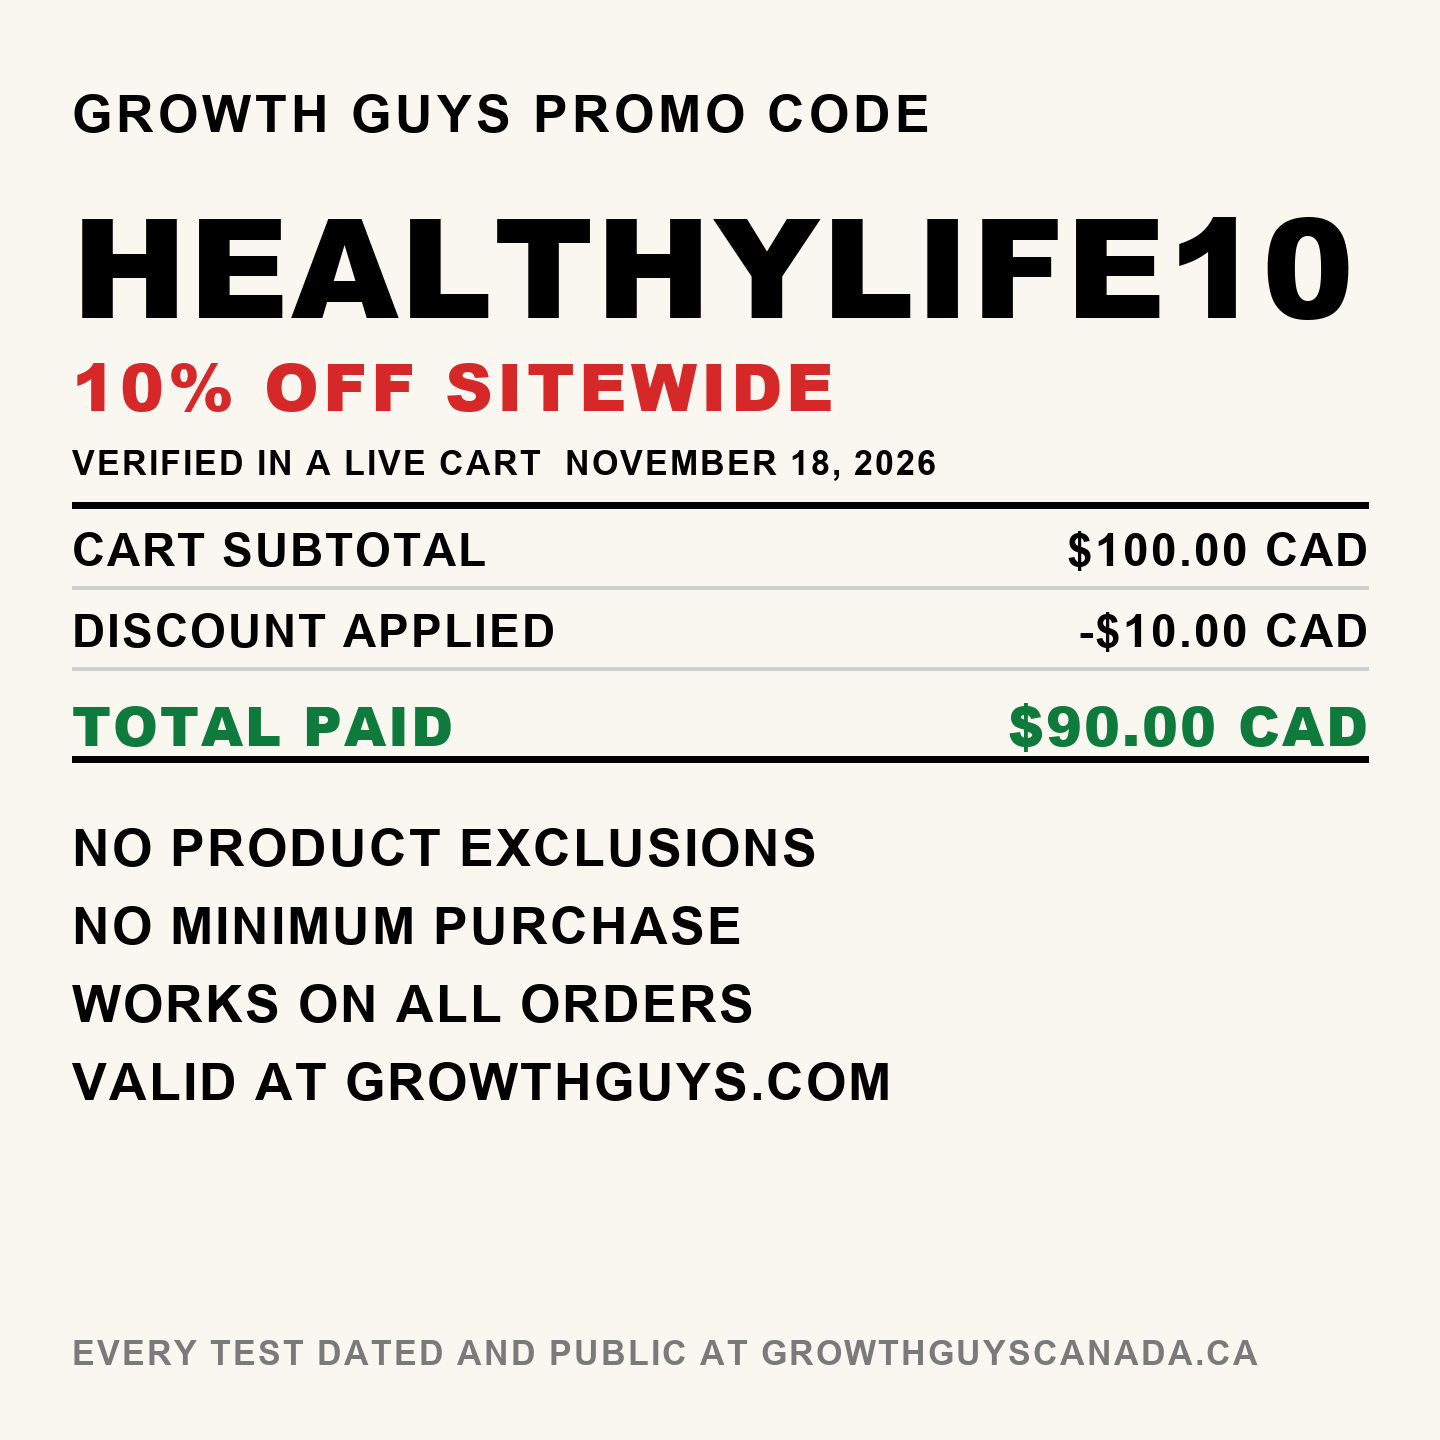 GROWTH GUYS PROMO CODE
HEALTHYLIFE10
10% OFF SITEWIDE
VERIFIED IN A LIVE CART NOVEMBER 18, 2026
CART SUBTOTAL $100.00 CAD
DISCOUNT APPLIED -$10.00 CAD
TOTAL PAID $90.00 CAD
NO PRODUCT EXCLUSIONS
NO MINIMUM PURCHASE
WORKS ON ALL ORDERS
VALID AT GROWTHGUYS.COM
EVERY TEST DATED AND PUBLIC AT GROWTHGUYSCANADA.CA